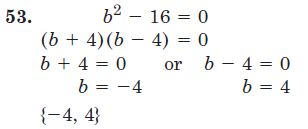 53. b² − 16 = 0
(b + 4)(b − 4) = 0
b + 4 = 0 or b − 4 = 0
b = −4 b = 4
{−4, 4}